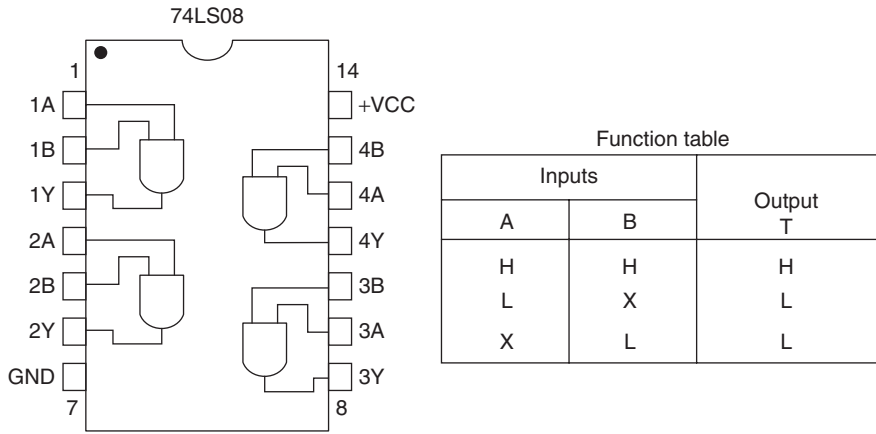 74LS08
1 14
1A +VCC
1B 4B
1Y 4A
2A 4Y
2B 3B
2Y 3A
GND 3Y
7 8
Function table
Inputs Output
A B T
H H H
L X L
X L L